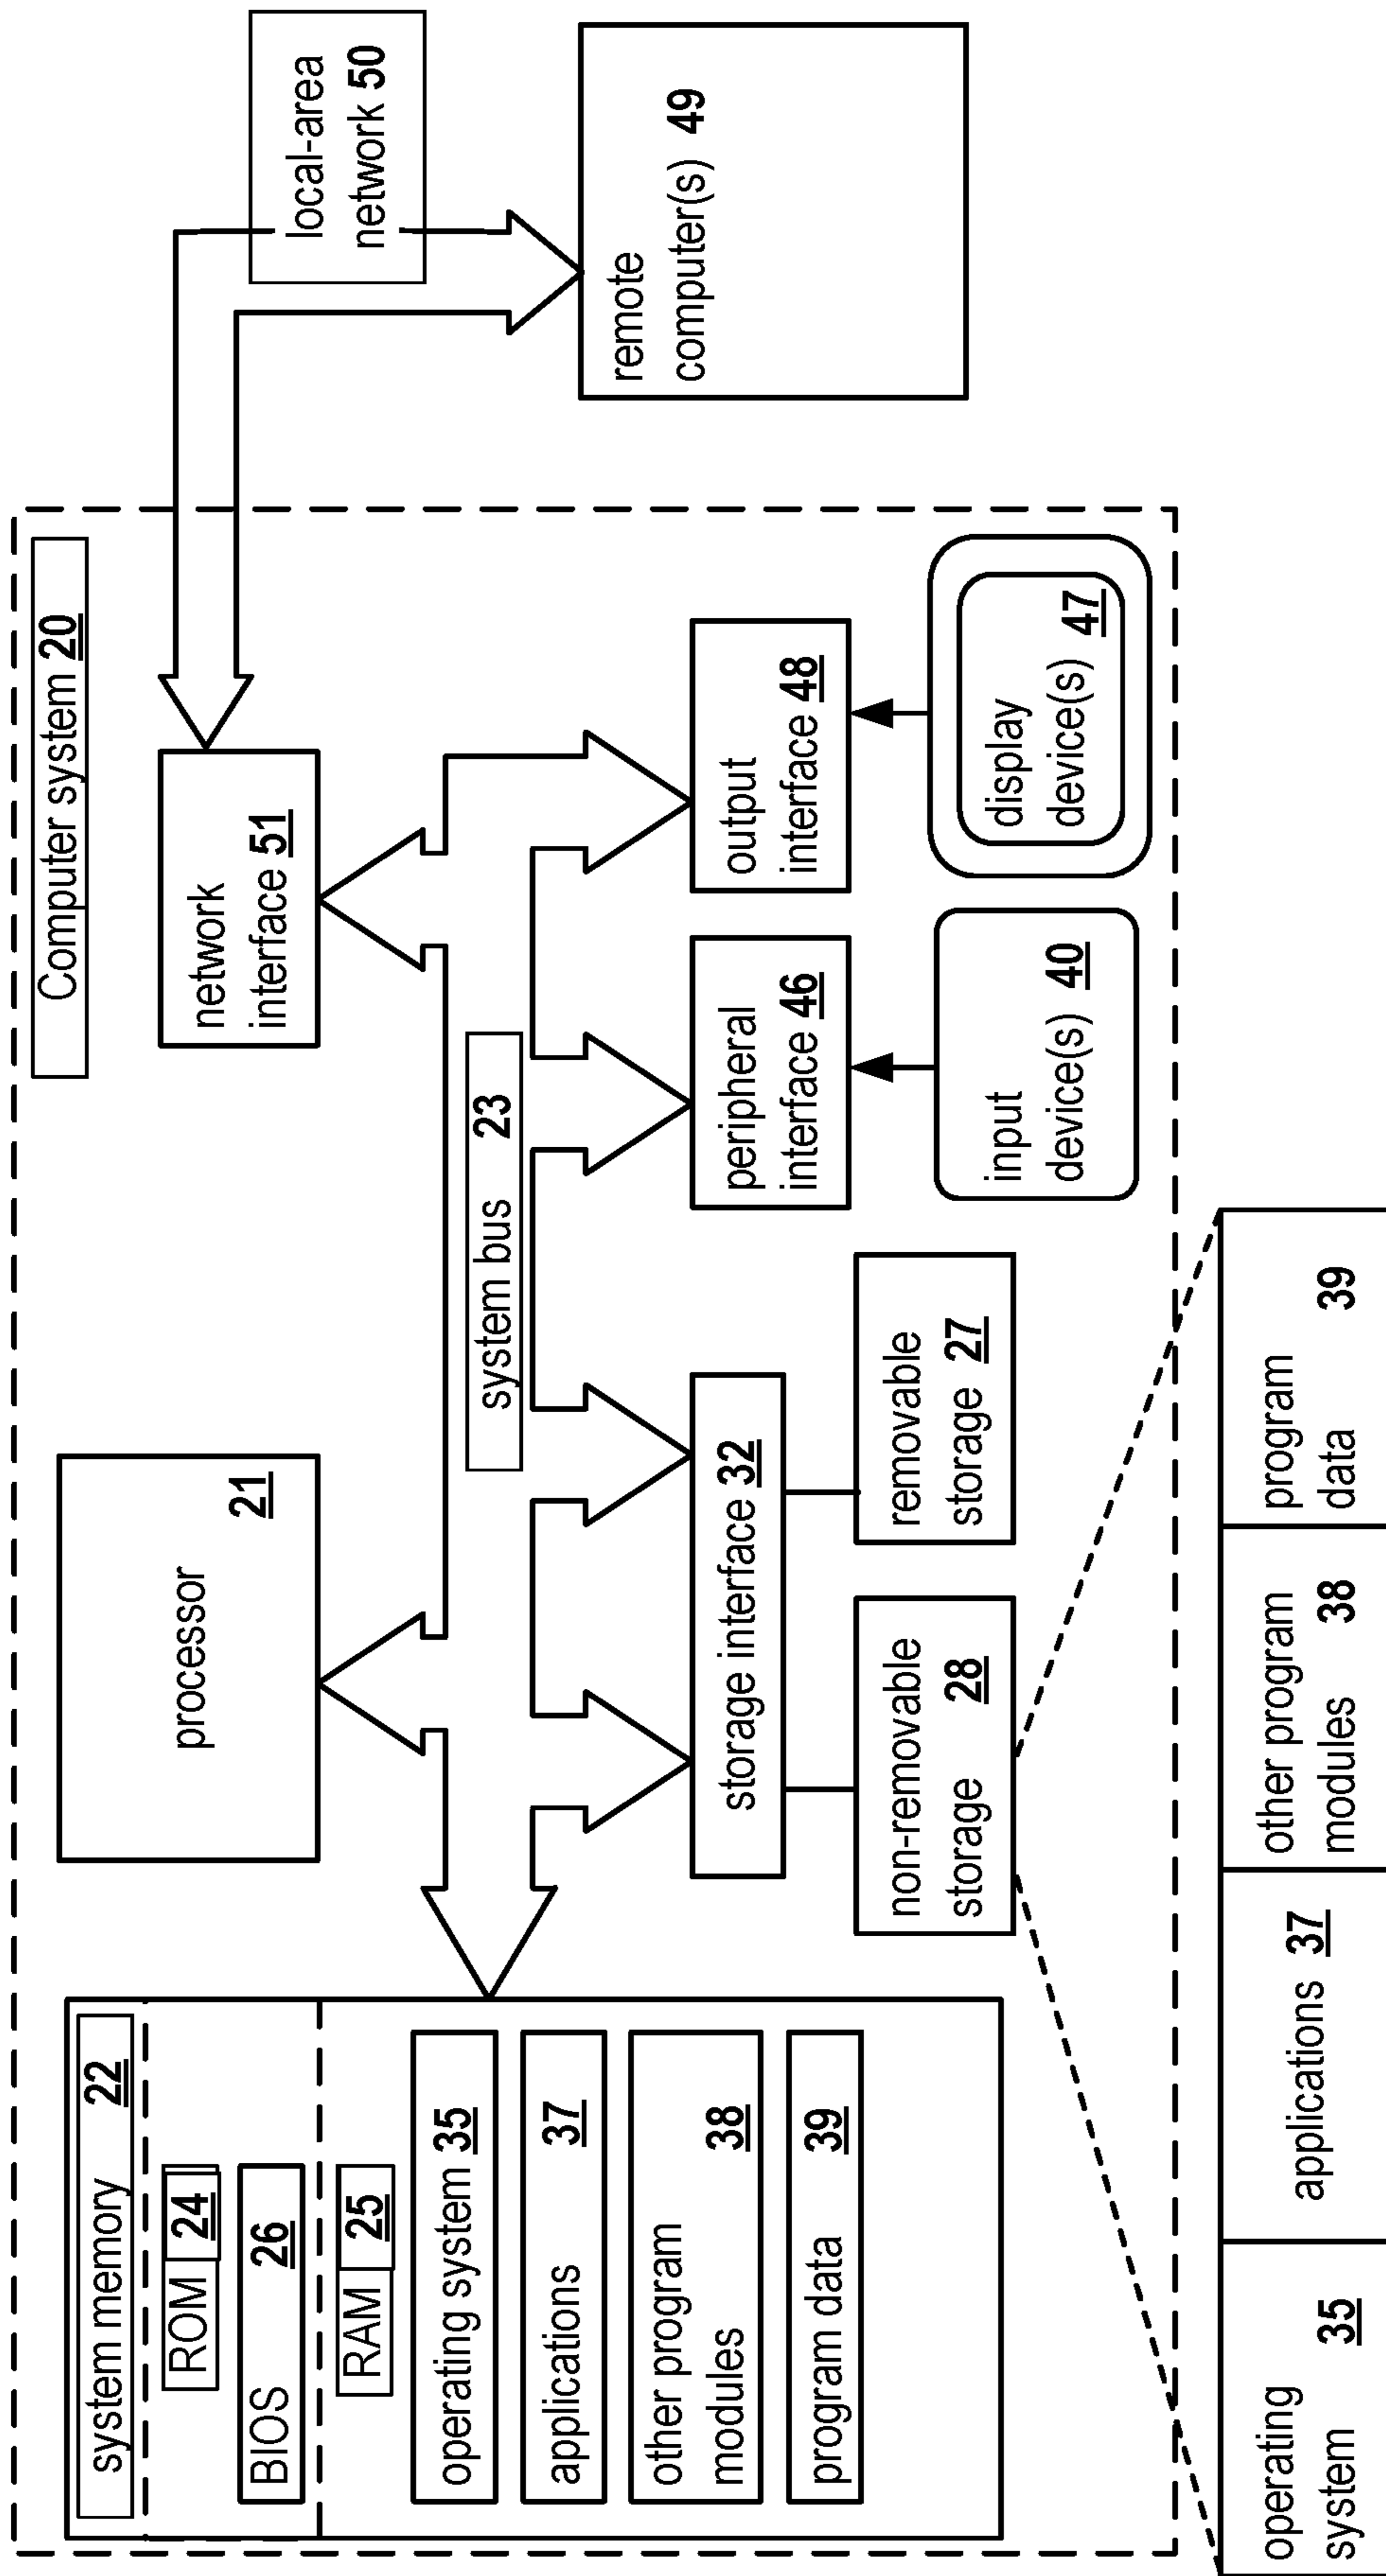 Computer system 20
system memory 22
ROM 24
BIOS 26
RAM 25
operating system 35
applications 37
other program
modules 38
program data 39
processor 21
network
interface 51
local-area
network 50
system bus 23
storage interface 32
non-removable
storage 28
removable
storage 27
peripheral
interface 46
output
interface 48
input
device(s) 40
display
device(s) 47
remote
computer(s) 49
operating
system 35
applications 37
other program
modules 38
program
data 39